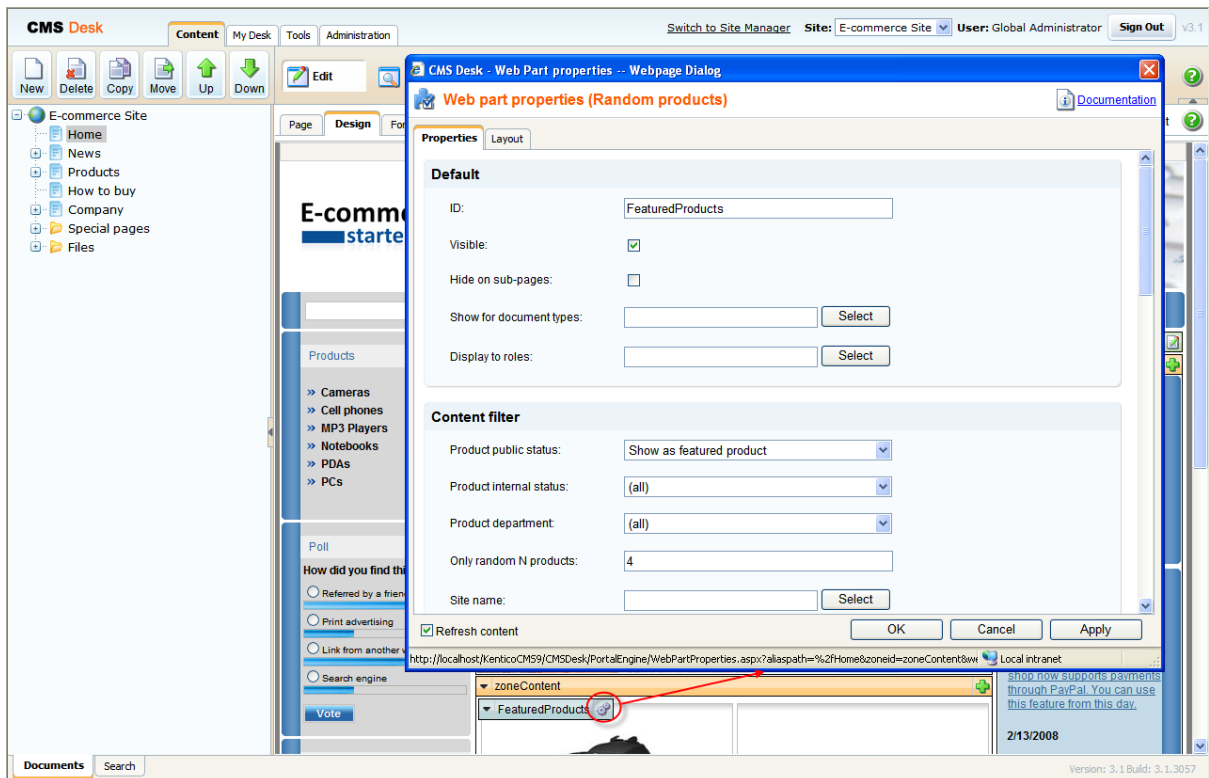 CMS Desk
Content
My Desk
Tools
Administration
Switch to Site Manager
Site: E-commerce Site
User: Global Administrator
Sign Out
v3.1
New
Delete
Copy
Move
Up
Down
Edit
E-commerce Site
Home
News
Products
How to buy
Company
Special pages
Files
Page
Design
For
t
E-comme
starte
Products
» Cameras
» Cell phones
» MP3 Players
» Notebooks
» PDAs
» PCs
Poll
How did you find thi
Referred by a frien
Print advertising
Link from another w
Search engine
Vote
CMS Desk - Web Part properties -- Webpage Dialog
Web part properties (Random products)
Documentation
Properties
Layout
Default
ID:
FeaturedProducts
Visible:
Hide on sub-pages:
Show for document types:
Select
Display to roles:
Select
Content filter
Product public status:
Show as featured product
Product internal status:
(all)
Product department:
(all)
Only random N products:
4
Site name:
Select
Refresh content
OK
Cancel
Apply
http://localhost/KenticoCMS9/CMSDesk/PortalEngine/WebPartProperties.aspx?aliaspath=%2fHome&zoneid=zoneContent&we
Local intranet
zoneContent
FeaturedProducts
shop now supports payments
through PayPal. You can use
this feature from this day.
2/13/2008
Documents
Search
Version: 3.1 Build: 3.1.3057